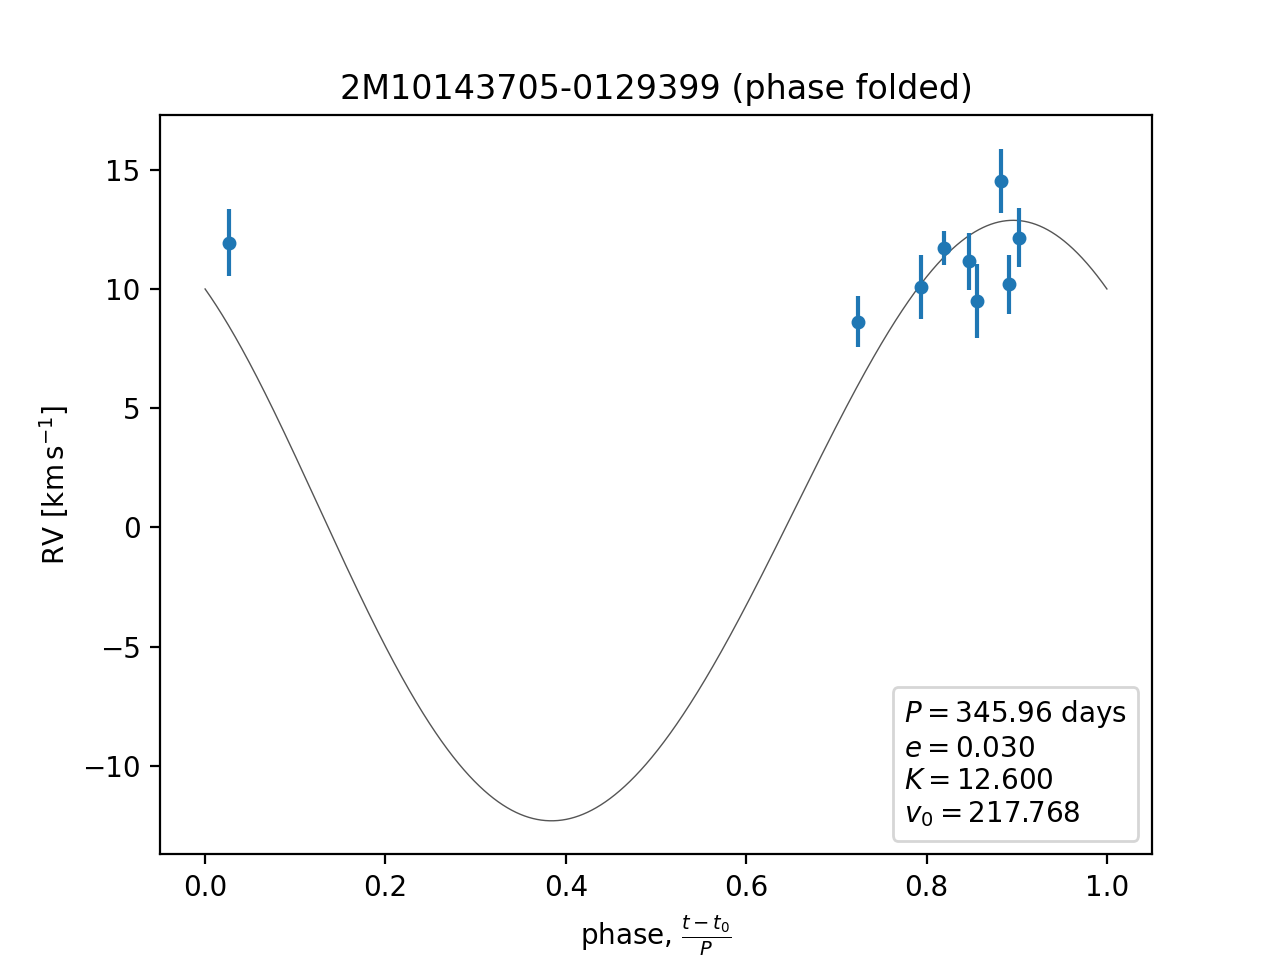 2M10143705-0129399 (phase folded)
RV [km s⁻¹]
15
10
5
0
−5
−10
P = 345.96 days
e = 0.030
K = 12.600
v₀ = 217.768
0.0 0.2 0.4 0.6 0.8 1.0
phase, (t − t₀)/P